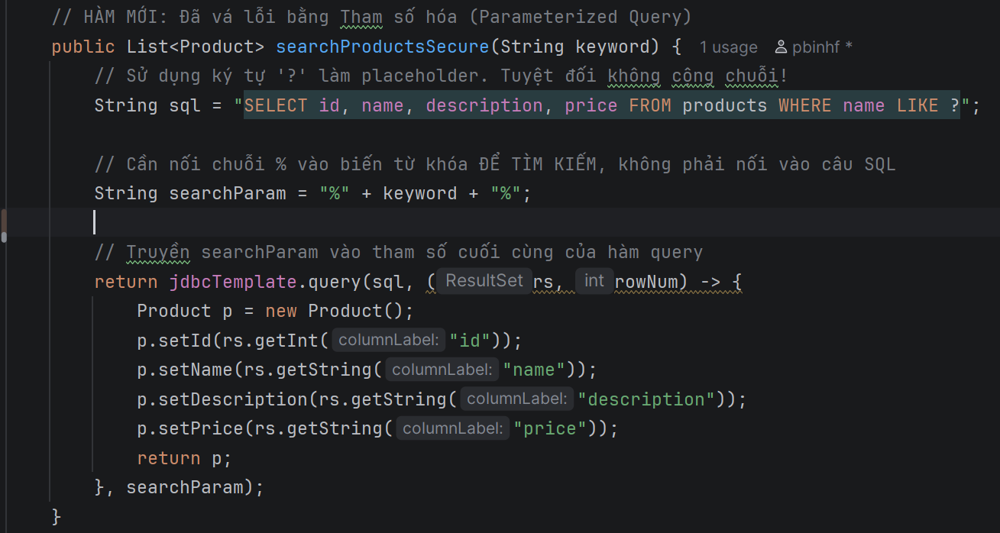 // HÀM MỚI: Đã vá lỗi bằng Tham số hóa (Parameterized Query)
public List<Product> searchProductsSecure(String keyword) { 1 usage pbinhf *
// Sử dụng ký tự '?' làm placeholder. Tuyệt đối không cộng chuỗi!
String sql = "SELECT id, name, description, price FROM products WHERE name LIKE ?";
// Cần nối chuỗi % vào biến từ khóa ĐỂ TÌM KIẾM, không phải nối vào câu SQL
String searchParam = "%" + keyword + "%";
// Truyền searchParam vào tham số cuối cùng của hàm query
return jdbcTemplate.query(sql, (ResultSet rs, int rowNum) -> {
Product p = new Product();
p.setId(rs.getInt( columnLabel: "id"));
p.setName(rs.getString( columnLabel: "name"));
p.setDescription(rs.getString( columnLabel: "description"));
p.setPrice(rs.getString( columnLabel: "price"));
return p;
}, searchParam);
}